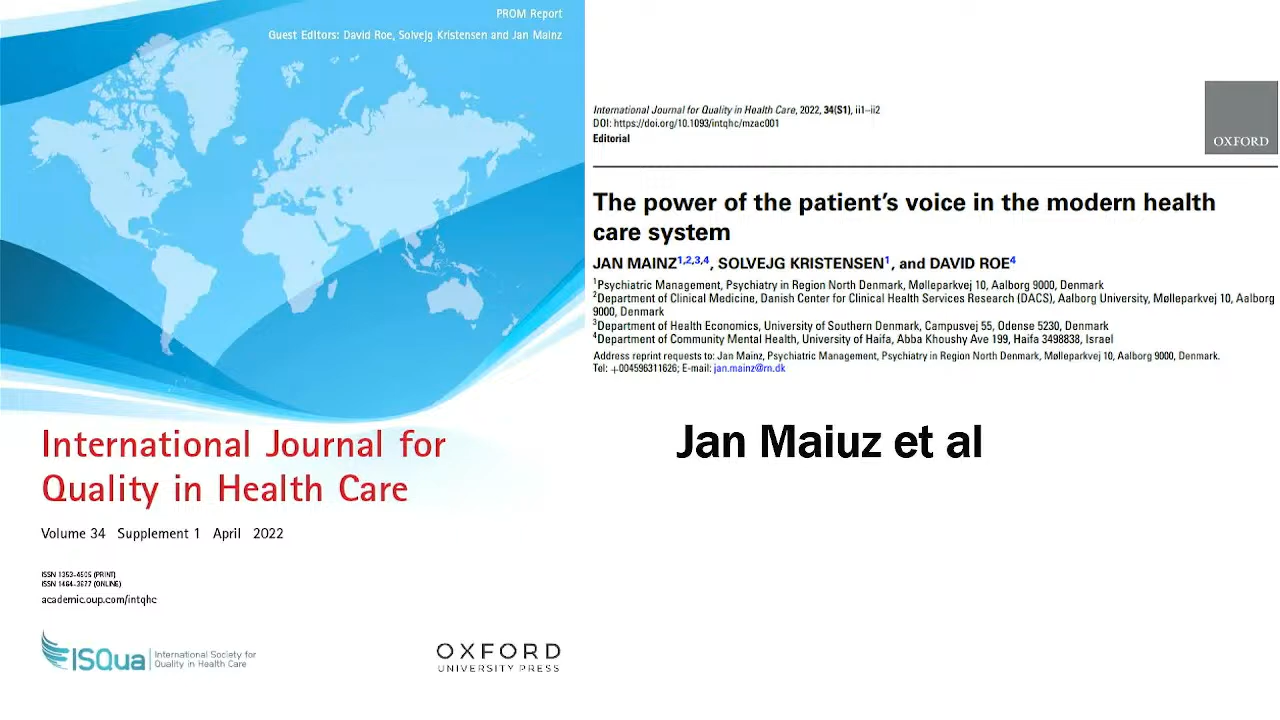 PROM Report
Guest Editors: David Roe, Solvejg Kristensen and Jan Mainz
International Journal for
Quality in Health Care
Volume 34 Supplement 1 April 2022
ISSN 1353-4505 (PRINT)
ISSN 1464-3677 (ONLINE)
academic.oup.com/intqhc
ISQua
International Society for
Quality in Health Care
OXFORD
UNIVERSITY PRESS
International Journal for Quality in Health Care, 2022, 34(S1), ii1–ii2
DOI: https://doi.org/10.1093/intqhc/mzac001
Editorial
OXFORD
The power of the patient's voice in the modern health
care system
JAN MAINZ1,2,3,4, SOLVEJG KRISTENSEN1, and DAVID ROE4
1Psychiatric Management, Psychiatry in Region North Denmark, Mølleparkvej 10, Aalborg 9000, Denmark
2Department of Clinical Medicine, Danish Center for Clinical Health Services Research (DACS), Aalborg University, Mølleparkvej 10, Aalborg
9000, Denmark
3Department of Health Economics, University of Southern Denmark, Campusvej 55, Odense 5230, Denmark
4Department of Community Mental Health, University of Haifa, Abba Khoushy Ave 199, Haifa 3498838, Israel
Address reprint requests to: Jan Mainz, Psychiatric Management, Psychiatry in Region North Denmark, Mølleparkvej 10, Aalborg 9000, Denmark.
Tel: +004596311626; E-mail: jan.mainz@rn.dk
Jan Maiuz et al